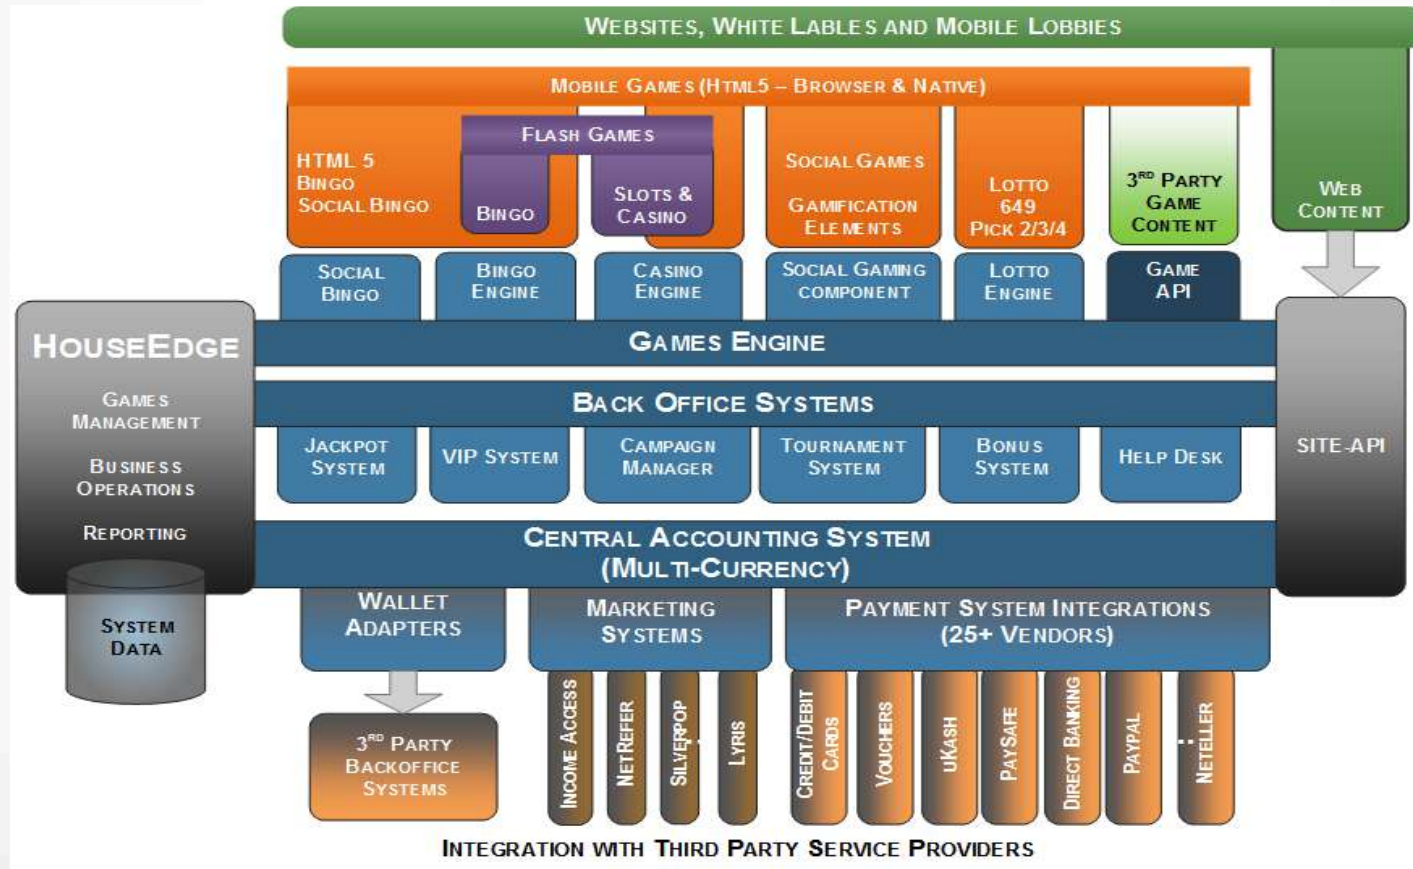 WEBSITES, WHITE LABLES AND MOBILE LOBBIES
MOBILE GAMES (HTML5 – BROWSER & NATIVE)
FLASH GAMES
HTML 5
BINGO
SOCIAL BINGO
BINGO
SLOTS &
CASINO
SOCIAL GAMES
GAMIFICATION
ELEMENTS
LOTTO
649
PICK 2/3/4
3RD PARTY
GAME
CONTENT
WEB
CONTENT
SOCIAL
BINGO
BINGO
ENGINE
CASINO
ENGINE
SOCIAL GAMING
COMPONENT
LOTTO
ENGINE
GAME
API
HOUSEEDGE
GAMES
MANAGEMENT
BUSINESS
OPERATIONS
REPORTING
SYSTEM
DATA
GAMES ENGINE
BACK OFFICE SYSTEMS
JACKPOT
SYSTEM
VIP SYSTEM
CAMPAIGN
MANAGER
TOURNAMENT
SYSTEM
BONUS
SYSTEM
HELP DESK
SITE-API
CENTRAL ACCOUNTING SYSTEM
(MULTI-CURRENCY)
WALLET
ADAPTERS
MARKETING
SYSTEMS
PAYMENT SYSTEM INTEGRATIONS
(25+ VENDORS)
3RD PARTY
BACKOFFICE
SYSTEMS
INCOME ACCESS
NETREFER
SILVERPOP
..
LYRIS
CREDIT/DEBIT
CARDS
VOUCHERS
UKASH
PAYSAFE
DIRECT BANKING
PAYPAL
..
NETELLER
INTEGRATION WITH THIRD PARTY SERVICE PROVIDERS